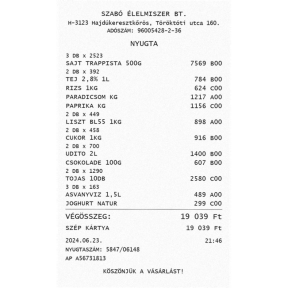 SZABÓ ÉLELMISZER BT.
H-3123 Hajdúkeresztkőrös, Töröktóti utca 160.
ADÓSZÁM: 96005428-2-36
NYUGTA
3 DB x 2523
SAJT TRAPPISTA 500G 7569 B00
2 DB x 392
TEJ 2,8% 1L 784 B00
RIZS 1KG 624 C00
PARADICSOM KG 1217 A00
PAPRIKA KG 1156 C00
2 DB x 449
LISZT BL55 1KG 898 A00
2 DB x 458
CUKOR 1KG 916 B00
2 DB x 700
UDITO 2L 1400 B00
CSOKOLADE 100G 607 B00
2 DB x 1290
TOJAS 10DB 2580 C00
3 DB x 163
ASVANYVIZ 1,5L 489 A00
JOGHURT NATUR 299 C00
VÉGÖSSZEG: 19 039 Ft
SZÉP KÁRTYA 19 039 Ft
2024.06.23. 21:46
NYUGTASZÁM: 5847/06148
AP A56731813
KÖSZÖNJÜK A VÁSÁRLÁST!